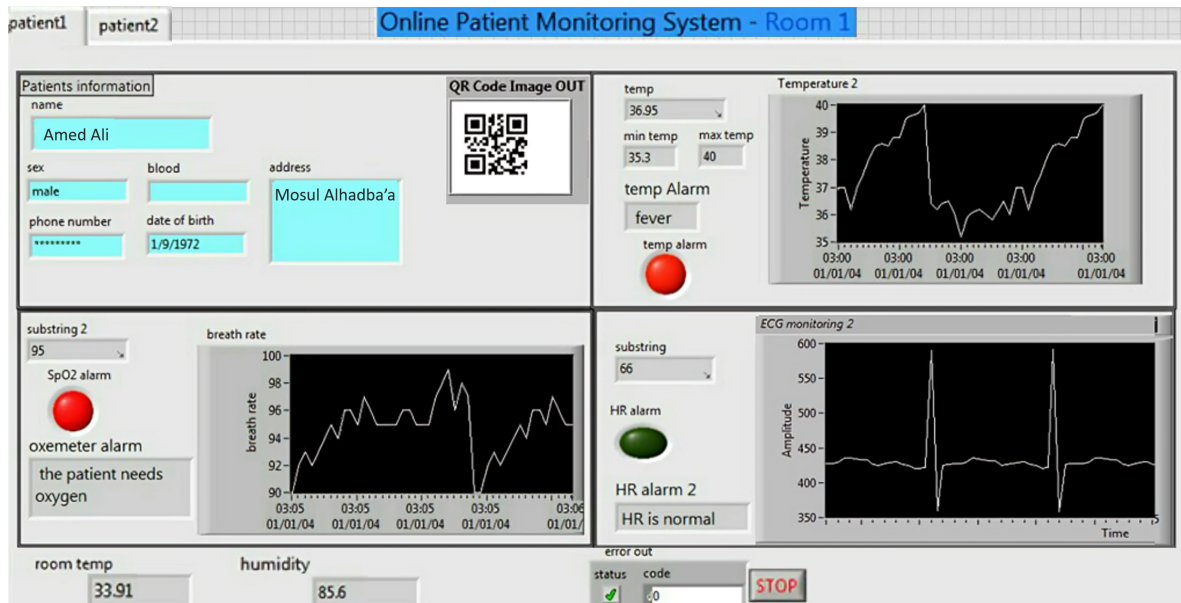 patient1 patient2
Online Patient Monitoring System - Room 1
Patients information
name
Amed Ali
sex blood address
male
Mosul Alhadba’a
phone number date of birth
********* 1/9/1972
QR Code Image OUT
temp
36.95
min temp max temp
35.3 40
temp Alarm
fever
temp alarm
Temperature 2
Temperature
40
39
38
37
36
35
03:00 03:00 03:00 03:00 03:00
01/01/04 01/01/04 01/01/04 01/01/04 01/01/04
substring 2
95
SpO2 alarm
oxemeter alarm
the patient needs
oxygen
breath rate
breath rate
100
98
96
94
92
90
03:05 03:05 03:05 03:05 03:06
01/01/04 01/01/04 01/01/04 01/01/04 01/01/
substring
66
HR alarm
HR alarm 2
HR is normal
ECG monitoring 2
Amplitude
600
550
500
450
400
350
Time
room temp humidity
33.91 85.6
error out
status code
0
STOP